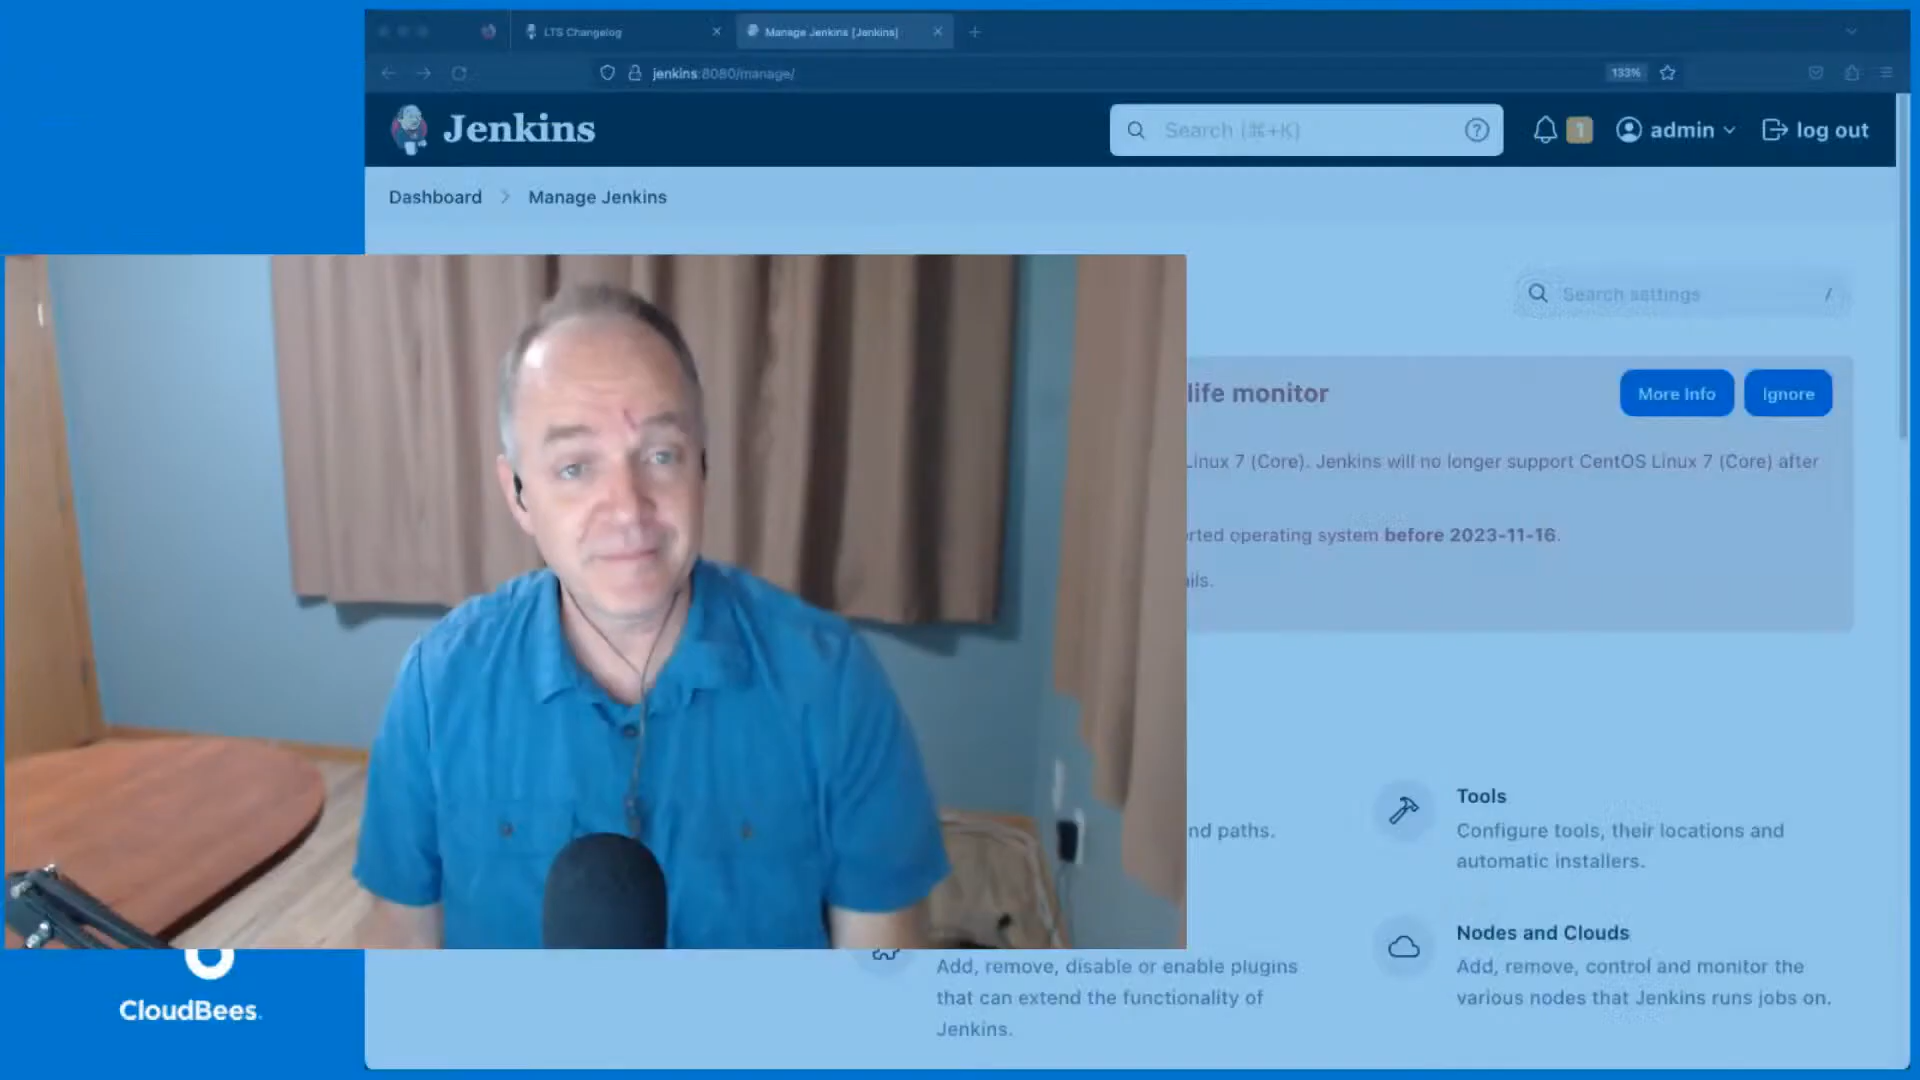 LTS Changelog
Manage Jenkins [Jenkins]
jenkins:8080/manage/
133%
Jenkins
Search (⌘+K)
1
admin
log out
Dashboard
Manage Jenkins
Search settings
/
life monitor
More Info
Ignore
Linux 7 (Core). Jenkins will no longer support CentOS Linux 7 (Core) after
rted operating system before 2023-11-16.
ils.
nd paths.
Tools
Configure tools, their locations and
automatic installers.
Add, remove, disable or enable plugins
that can extend the functionality of
Jenkins.
Nodes and Clouds
Add, remove, control and monitor the
various nodes that Jenkins runs jobs on.
CloudBees.